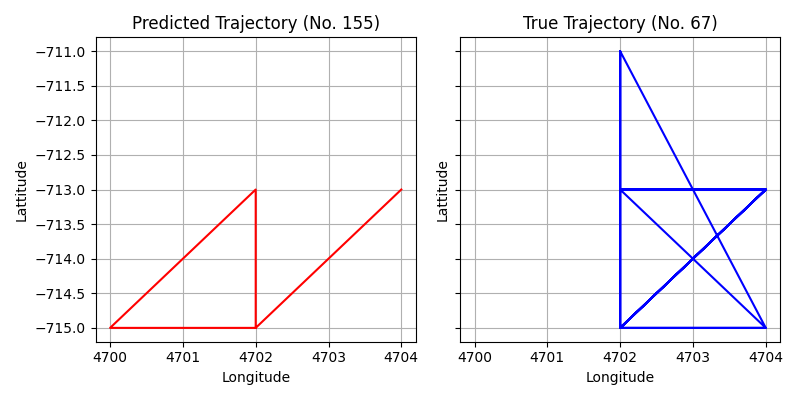 Predicted Trajectory (No. 155)
Lattitude
−711.0
−711.5
−712.0
−712.5
−713.0
−713.5
−714.0
−714.5
−715.0
4700 4701 4702 4703 4704
Longitude
True Trajectory (No. 67)
Lattitude
4700 4701 4702 4703 4704
Longitude